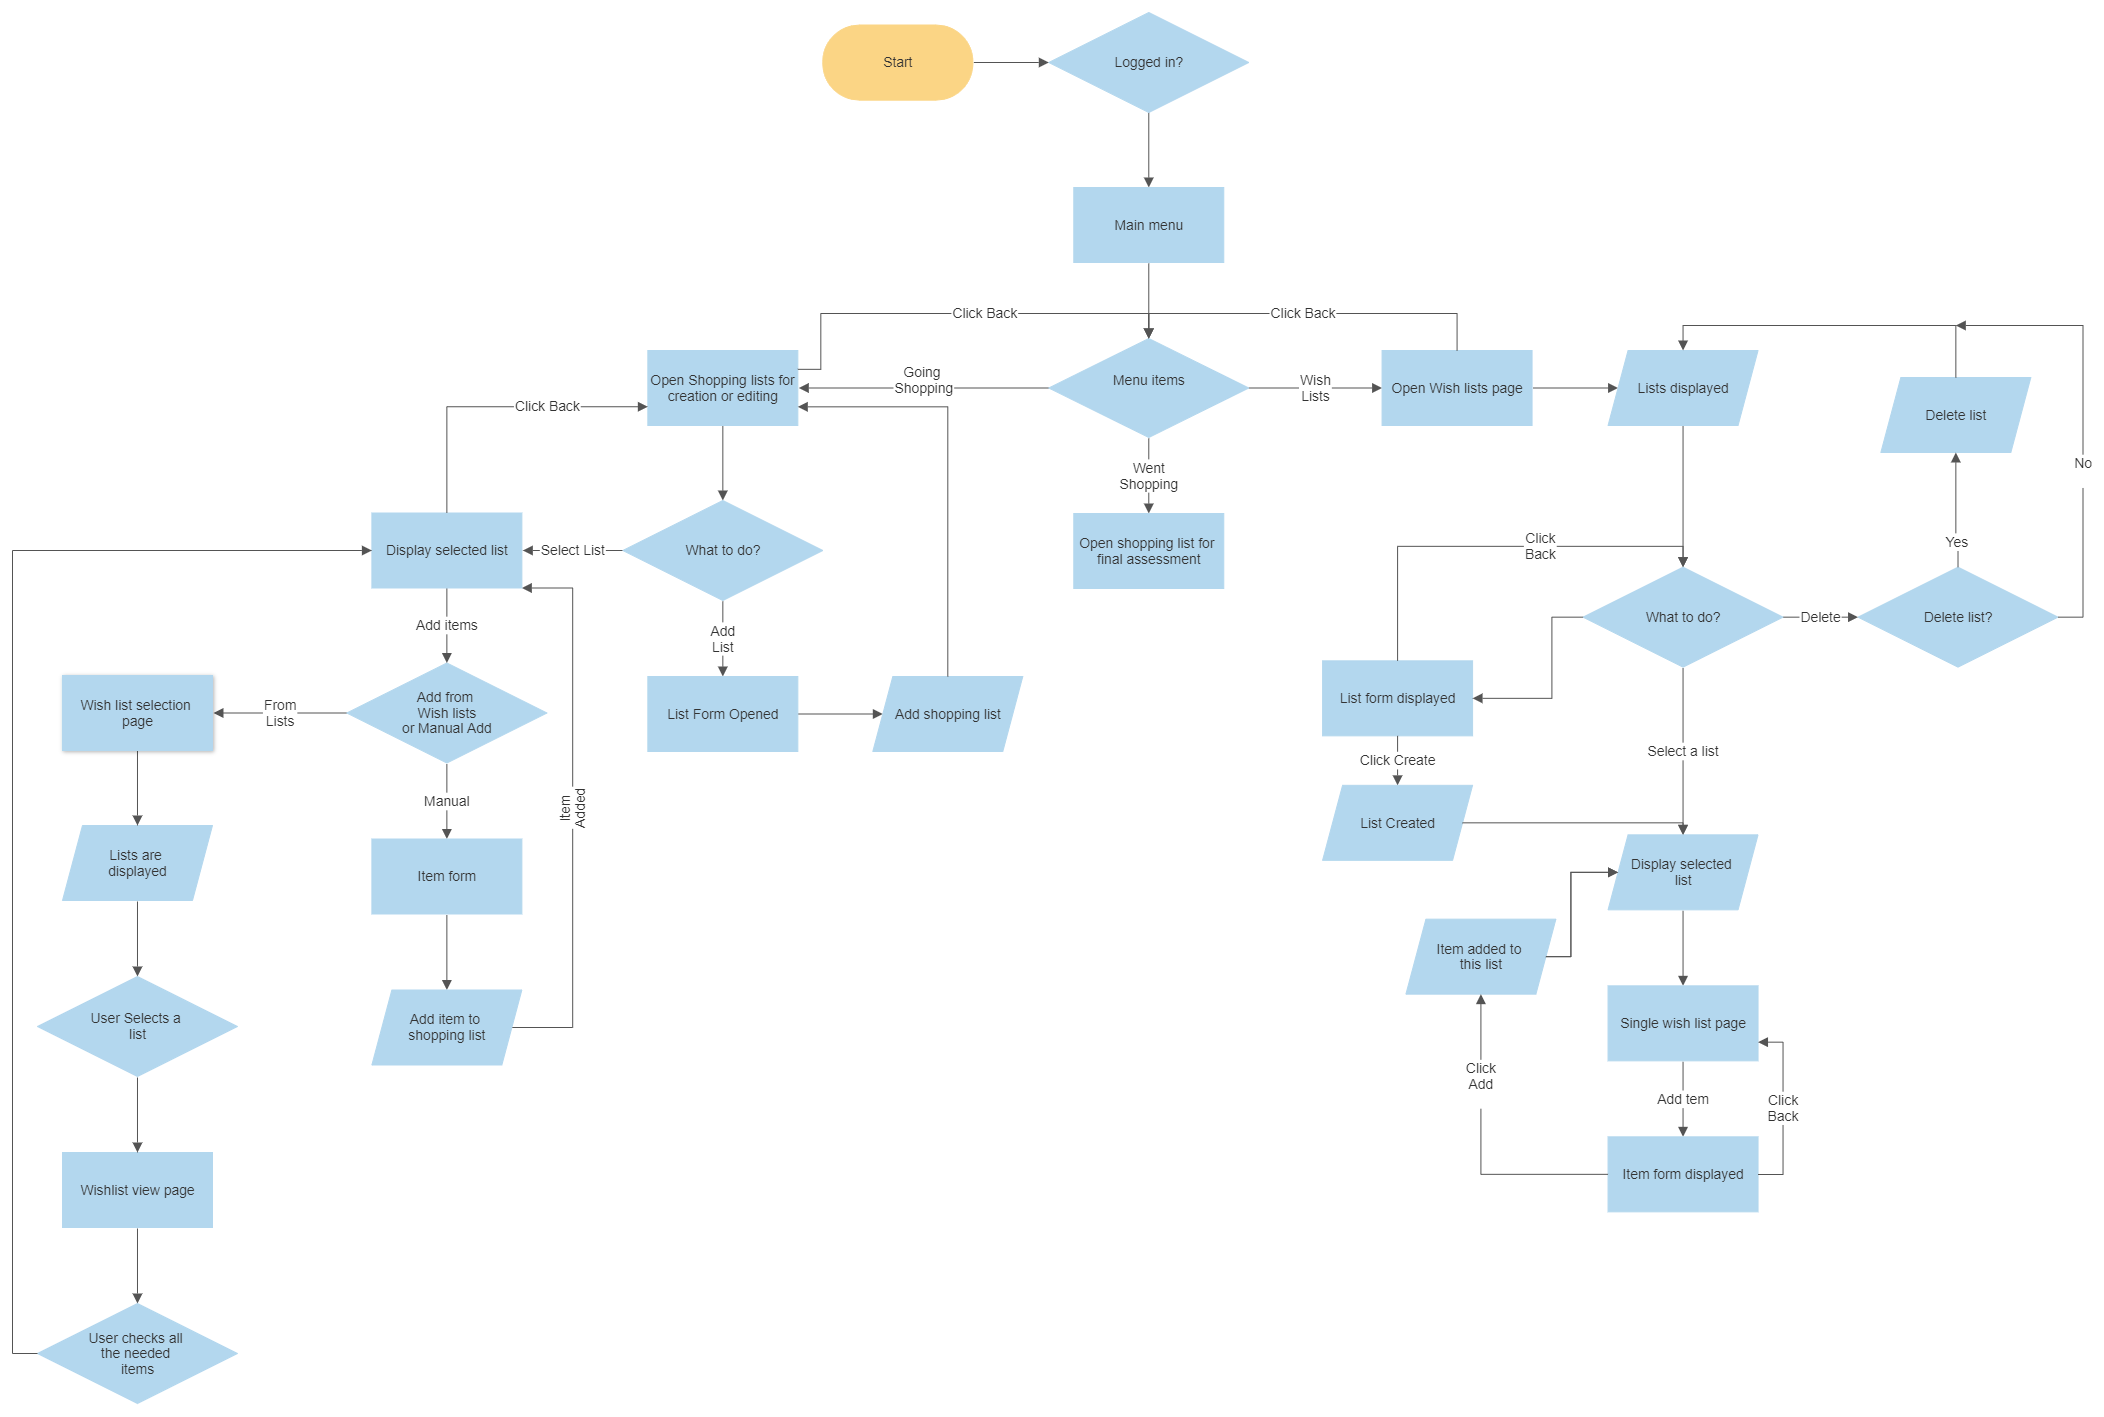 Start
Logged in?
Main menu
Click Back
Click Back
Going
Shopping
Menu items
Wish
Lists
Open Shopping lists for
creation or editing
Open Wish lists page
Lists displayed
Delete list
Click Back
Went
Shopping
No
Open shopping list for
final assessment
Display selected list
Select List
What to do?
Click
Back
Yes
Add items
Add
List
What to do?
Delete
Delete list?
Wish list selection
page
From
Lists
Add from
Wish lists
or Manual Add
List Form Opened
Add shopping list
List form displayed
Select a list
Click Create
Manual
Item
Added
List Created
Lists are
displayed
Item form
Display selected
list
Item added to
this list
User Selects a
list
Add item to
shopping list
Single wish list page
Click
Add
Add tem
Click
Back
Wishlist view page
Item form displayed
User checks all
the needed
items